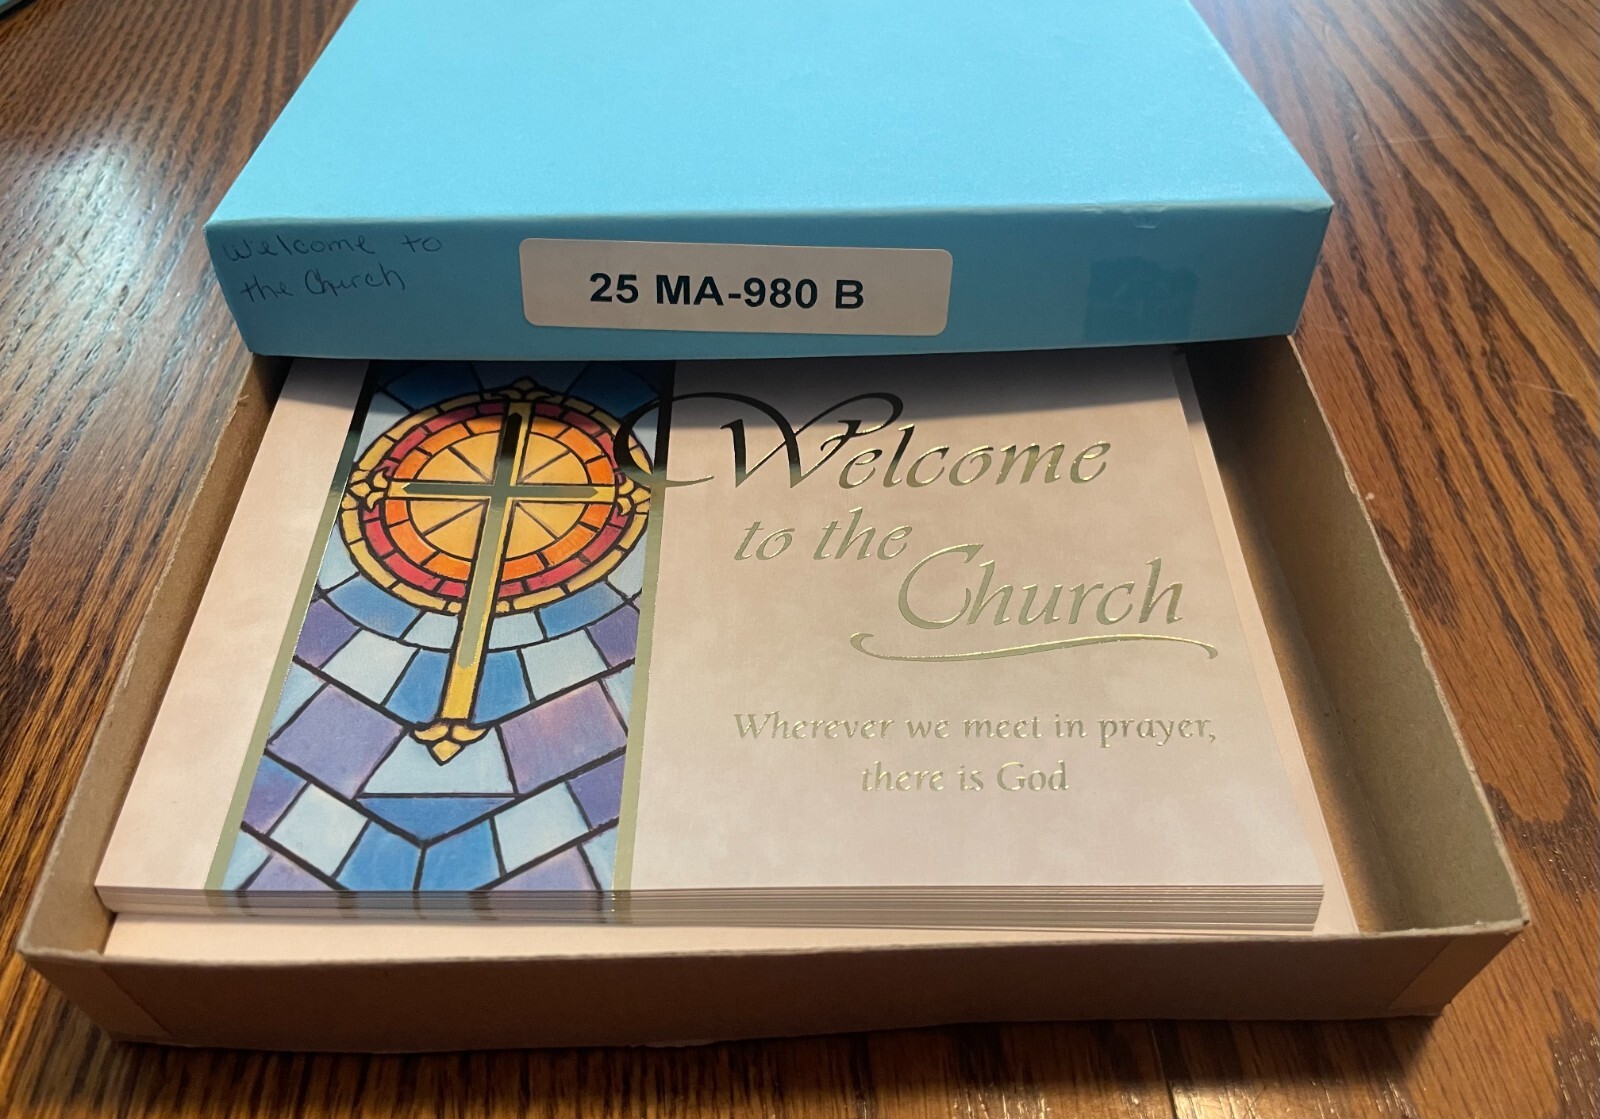 Welcome to
the Church
25 MA-980 B
Welcome
to the
Church
Wherever we meet in prayer,
there is God